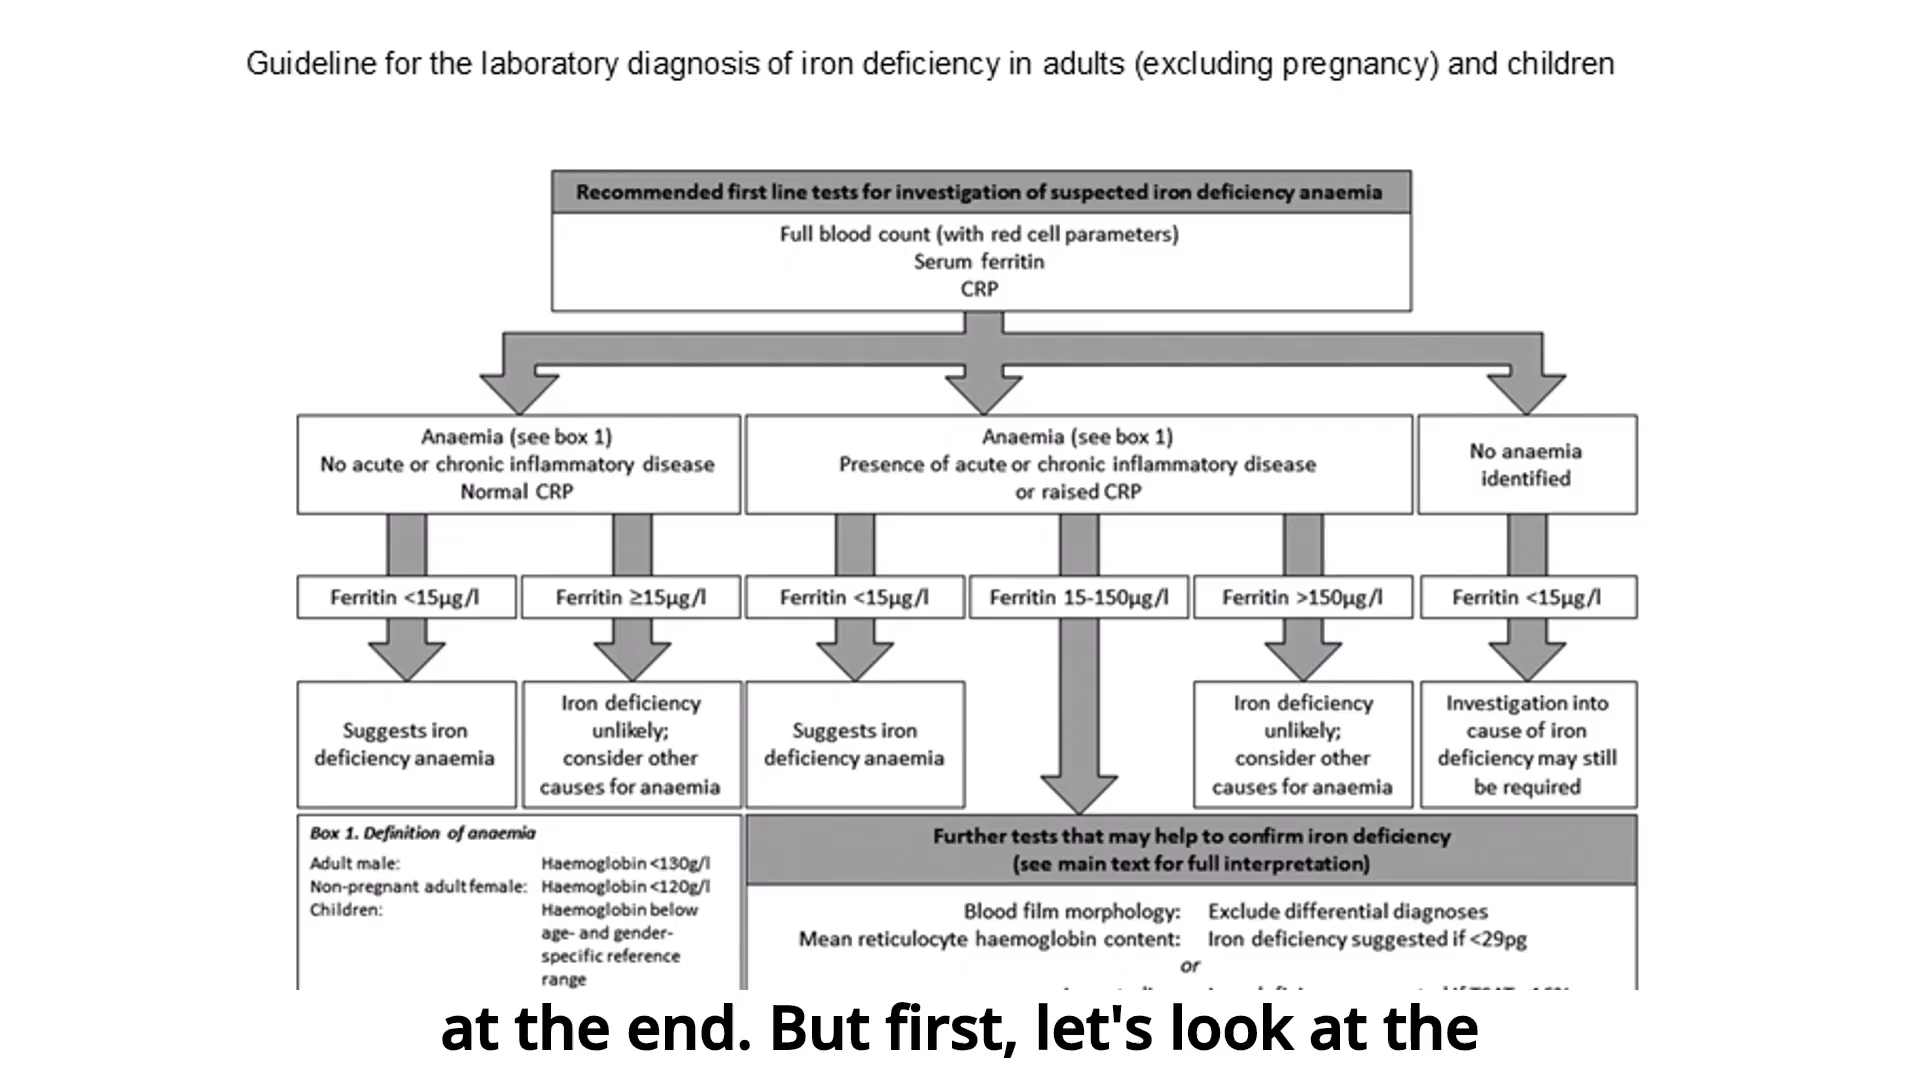 Guideline for the laboratory diagnosis of iron deficiency in adults (excluding pregnancy) and children
Recommended first line tests for investigation of suspected iron deficiency anaemia
Full blood count (with red cell parameters)
Serum ferritin
CRP
Anaemia (see box 1)
No acute or chronic inflammatory disease
Normal CRP
Anaemia (see box 1)
Presence of acute or chronic inflammatory disease
or raised CRP
No anaemia
identified
Ferritin <15µg/l
Ferritin ≥15µg/l
Ferritin <15µg/l
Ferritin 15-150µg/l
Ferritin >150µg/l
Ferritin <15µg/l
Suggests iron
deficiency anaemia
Iron deficiency
unlikely;
consider other
causes for anaemia
Suggests iron
deficiency anaemia
Iron deficiency
unlikely;
consider other
causes for anaemia
Investigation into
cause of iron
deficiency may still
be required
Box 1. Definition of anaemia
Adult male: Haemoglobin <130g/l
Non-pregnant adult female: Haemoglobin <120g/l
Children: Haemoglobin below
age- and gender-
specific reference
range
Further tests that may help to confirm iron deficiency
(see main text for full interpretation)
Blood film morphology: Exclude differential diagnoses
Mean reticulocyte haemoglobin content: Iron deficiency suggested if <29pg
or
at the end. But first, let's look at the